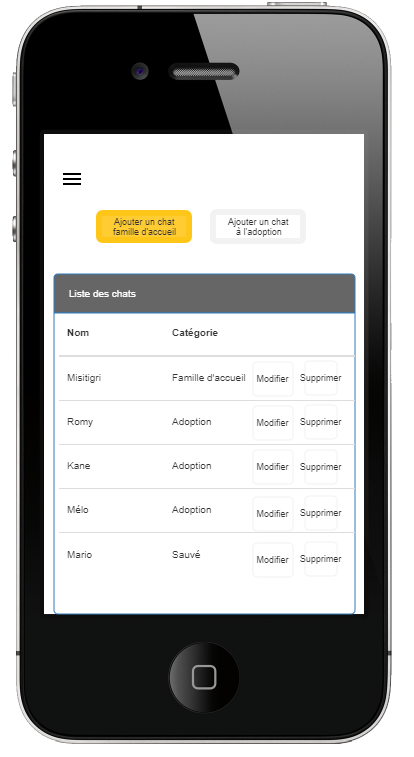 Ajouter un chat
famille d'accueil
Ajouter un chat
à l'adoption
Liste des chats
Nom Catégorie
Misitigri Famille d'accueil Modifier Supprimer
Romy Adoption Modifier Supprimer
Kane Adoption Modifier Supprimer
Mélo Adoption Modifier Supprimer
Mario Sauvé Modifier Supprimer